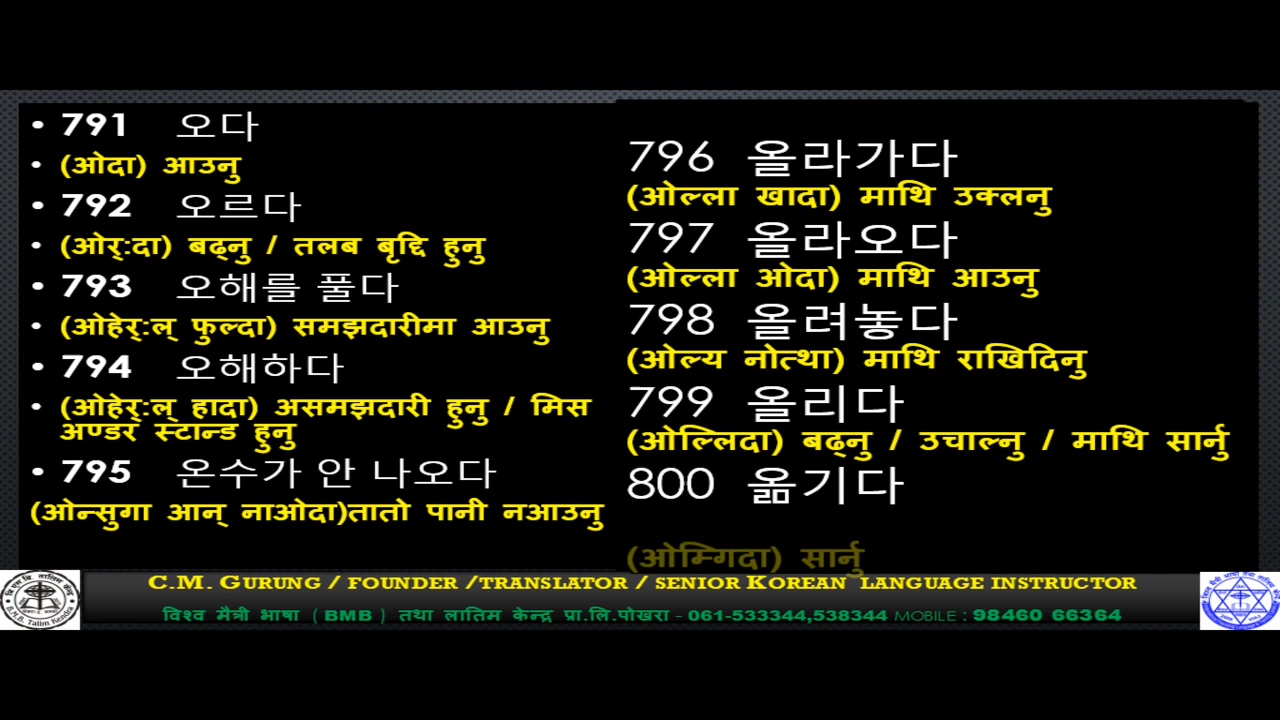 • 791 오다
• (ओदा) आउनु
• 792 오르다
• (ओर्:दा) बढ्नु / तलब बृद्दि हुनु
• 793 오해를 풀다
• (ओहेर्:ल् फुल्दा) समझदारीमा आउनु
• 794 오해하다
• (ओहेर्:ल् हादा) असमझदारी हुनु / मिस
अण्डर स्टान्ड हुनु
• 795 온수가 안 나오다
(ओन्सुगा आन् नाओदा)तातो पानी नआउनु
796 올라가다
(ओल्ला खादा) माथि उक्लनु
797 올라오다
(ओल्ला ओदा) माथि आउनु
798 올려놓다
(ओल्य नोत्था) माथि राखिदिनु
799 올리다
(ओल्लिदा) बढ्नु / उचाल्नु / माथि सार्नु
800 옮기다
(ओम्गिदा) सार्नु
C.M. GURUNG / FOUNDER /TRANSLATOR / SENIOR KOREAN LANGUAGE INSTRUCTOR
विश्व मैत्री भाषा ( BMB ) तथा लातिम केन्द्र प्रा.लि.पोखरा - 061-533344,538344 MOBILE : 98460 66364